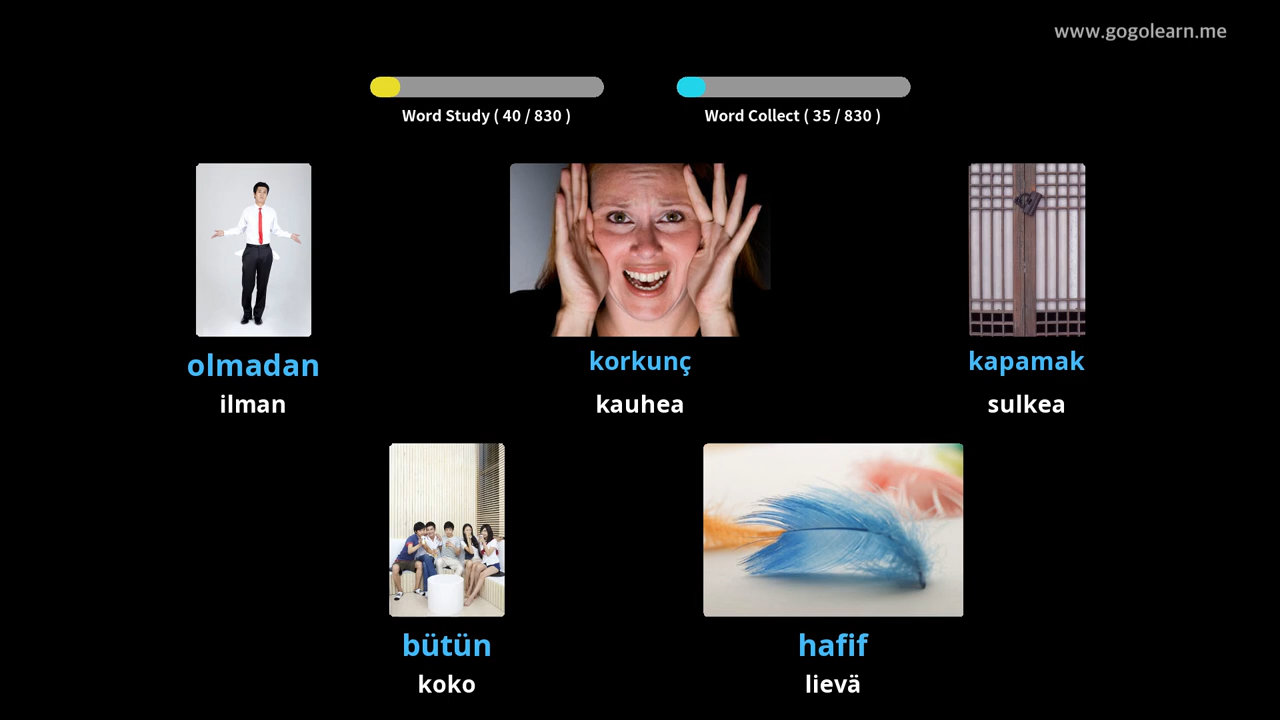 www.gogolearn.me
Word Study ( 40 / 830 )
Word Collect ( 35 / 830 )
olmadan
ilman
korkunç
kauhea
kapamak
sulkea
bütün
koko
hafif
lievä